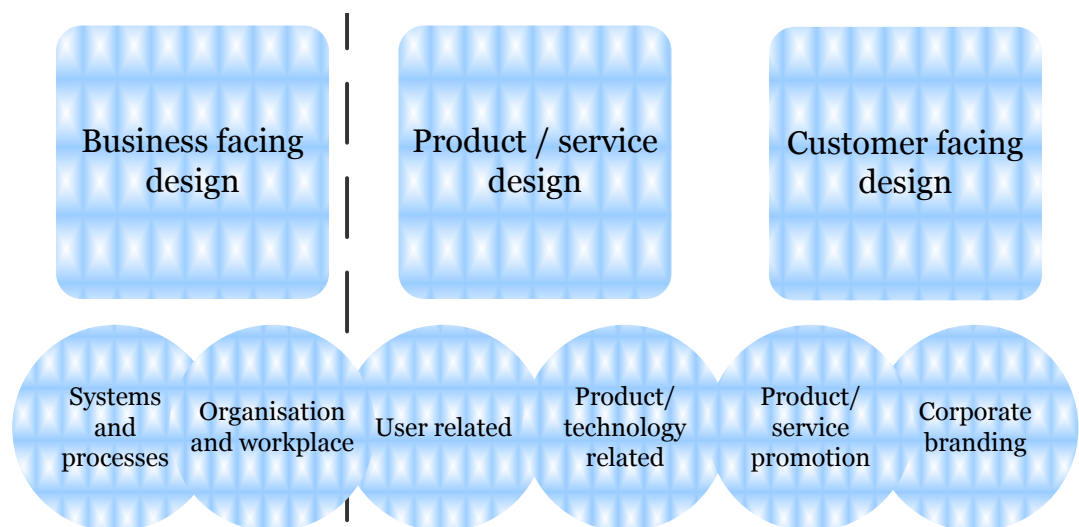 Business facing
design
Product / service
design
Customer facing
design
Systems
and
processes
Organisation
and workplace
User related
Product/
technology
related
Product/
service
promotion
Corporate
branding